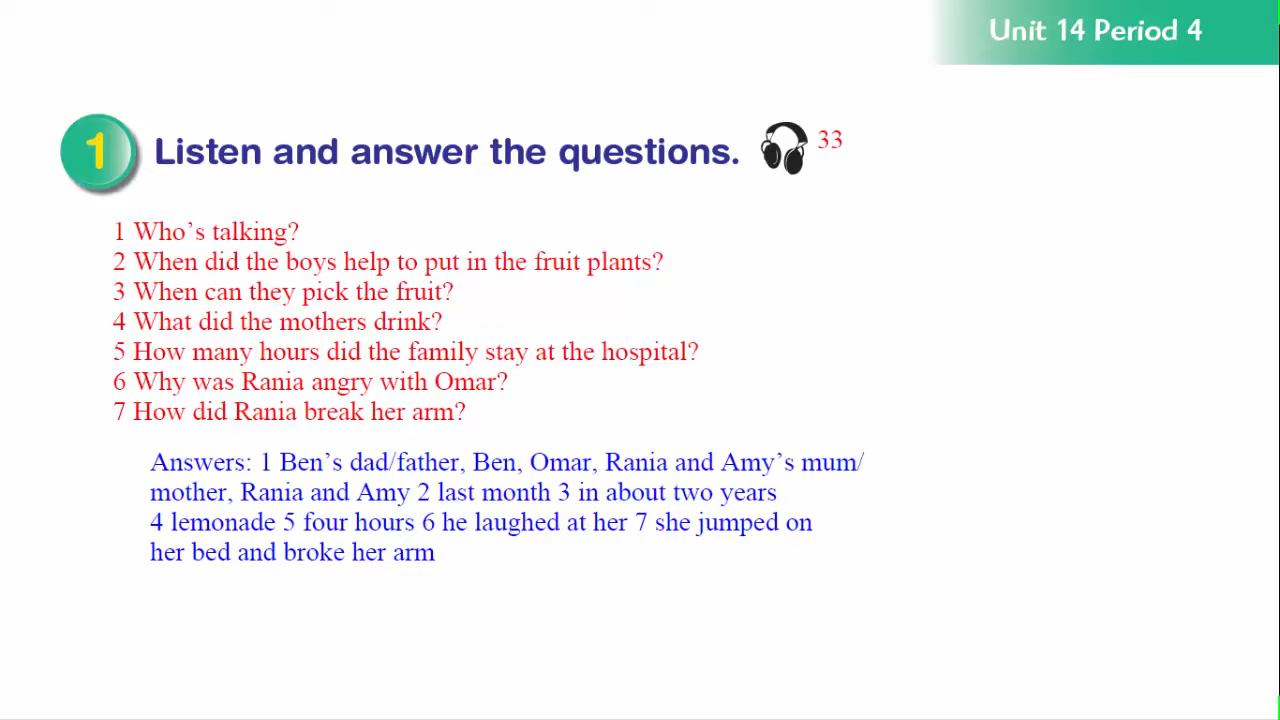 Unit 14 Period 4
1 Listen and answer the questions. 33
1 Who’s talking?
2 When did the boys help to put in the fruit plants?
3 When can they pick the fruit?
4 What did the mothers drink?
5 How many hours did the family stay at the hospital?
6 Why was Rania angry with Omar?
7 How did Rania break her arm?
Answers: 1 Ben’s dad/father, Ben, Omar, Rania and Amy’s mum/
mother, Rania and Amy 2 last month 3 in about two years
4 lemonade 5 four hours 6 he laughed at her 7 she jumped on
her bed and broke her arm